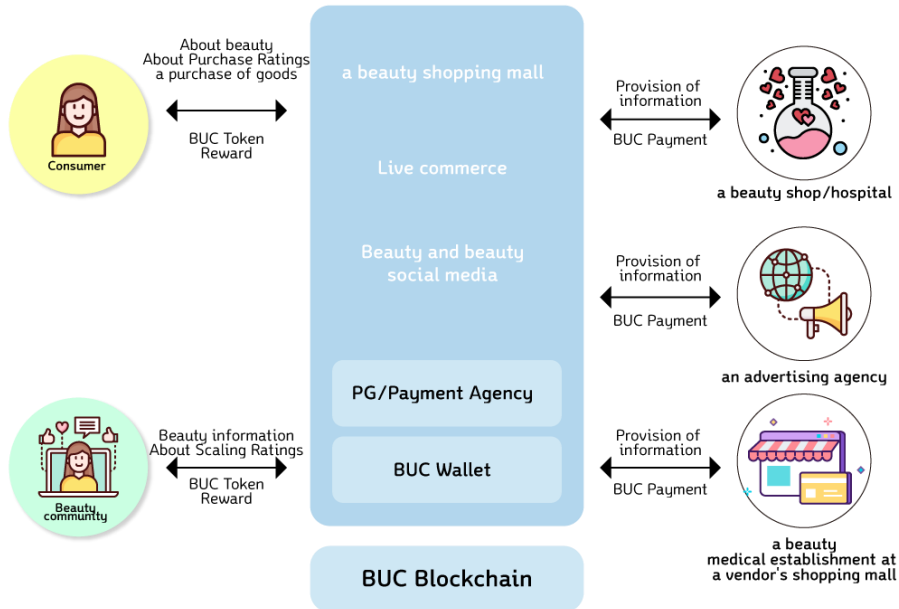 About beauty
About Purchase Ratings
a purchase of goods
BUC Token
Reward
Consumer
a beauty shopping mall
Live commerce
Beauty and beauty
social media
PG/Payment Agency
BUC Wallet
BUC Blockchain
Beauty information
About Scaling Ratings
BUC Token
Reward
Beauty
community
Provision of
information
BUC Payment
a beauty shop/hospital
Provision of
information
BUC Payment
an advertising agency
Provision of
information
BUC Payment
a beauty
medical establishment at
a vendor's shopping mall